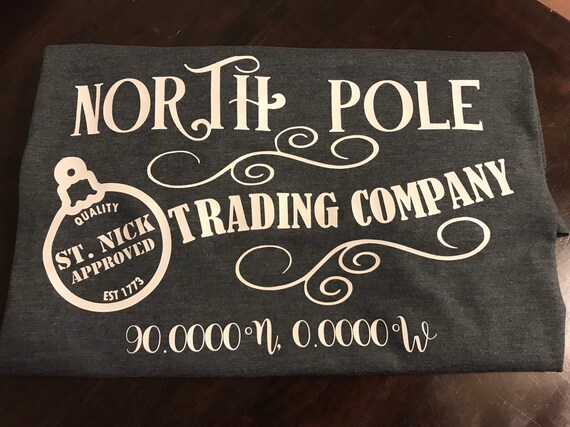 NORTH POLE
TRADING COMPANY
QUALITY
ST. NICK
APPROVED
EST 1773
90.0000°N, 0.0000°W